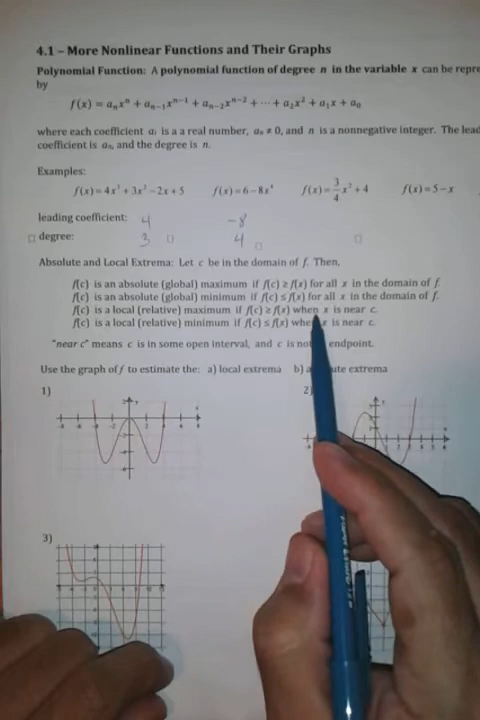 4.1 – More Nonlinear Functions and Their Graphs
Polynomial Function: A polynomial function of degree n in the variable x can be
by
f(x) = aₙxⁿ + aₙ₋₁xⁿ⁻¹ + aₙ₋₂xⁿ⁻² + ⋯ + a₂x² + a₁x + a₀
where each coefficient aᵢ is a a real number, aₙ ≠ 0, and n is a nonnegative integer. The
coefficient is aₙ, and the degree is n.
Examples:
f(x) = 4x³ + 3x² − 2x + 5 f(x) = 6 − 8x⁴ f(x) = 3/4 x² + 4 f(x) = 5 − x
leading coefficient: 4 -8
degree: 3 4
Absolute and Local Extrema: Let c be in the domain of f. Then,
f(c) is an absolute (global) maximum if f(c) ≥ f(x) for all x in the domain of f.
f(c) is an absolute (global) minimum if f(c) ≤ f(x) for all x in the domain of f.
f(c) is a local (relative) maximum if f(c) ≥ f(x) when x is near c.
f(c) is a local (relative) minimum if f(c) ≤ f(x) when x is near c.
"near c" means c is in some open interval, and c is endpoint.
Use the graph of f to estimate the: a) local extrema b) extrema
1) 2)
3)